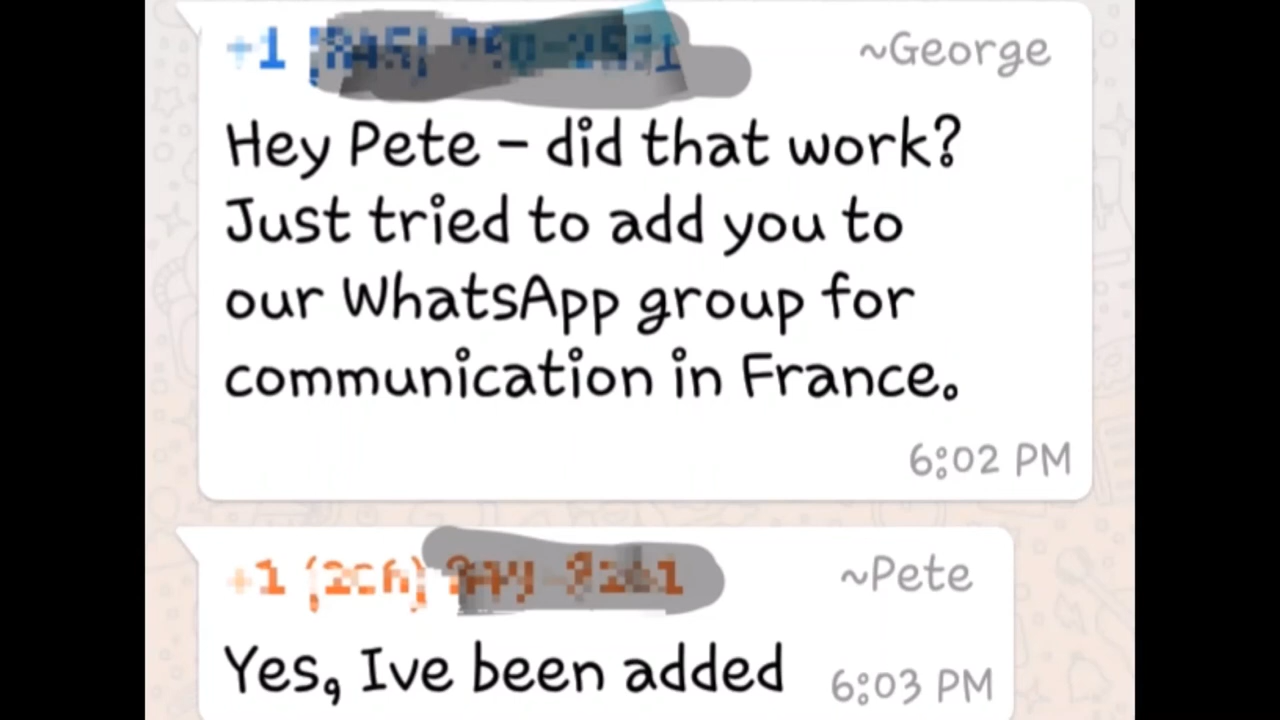 +1 ~George
Hey Pete – did that work?
Just tried to add you to
our WhatsApp group for
communication in France.
6:02 PM
+1 ~Pete
Yes, Ive been added 6:03 PM